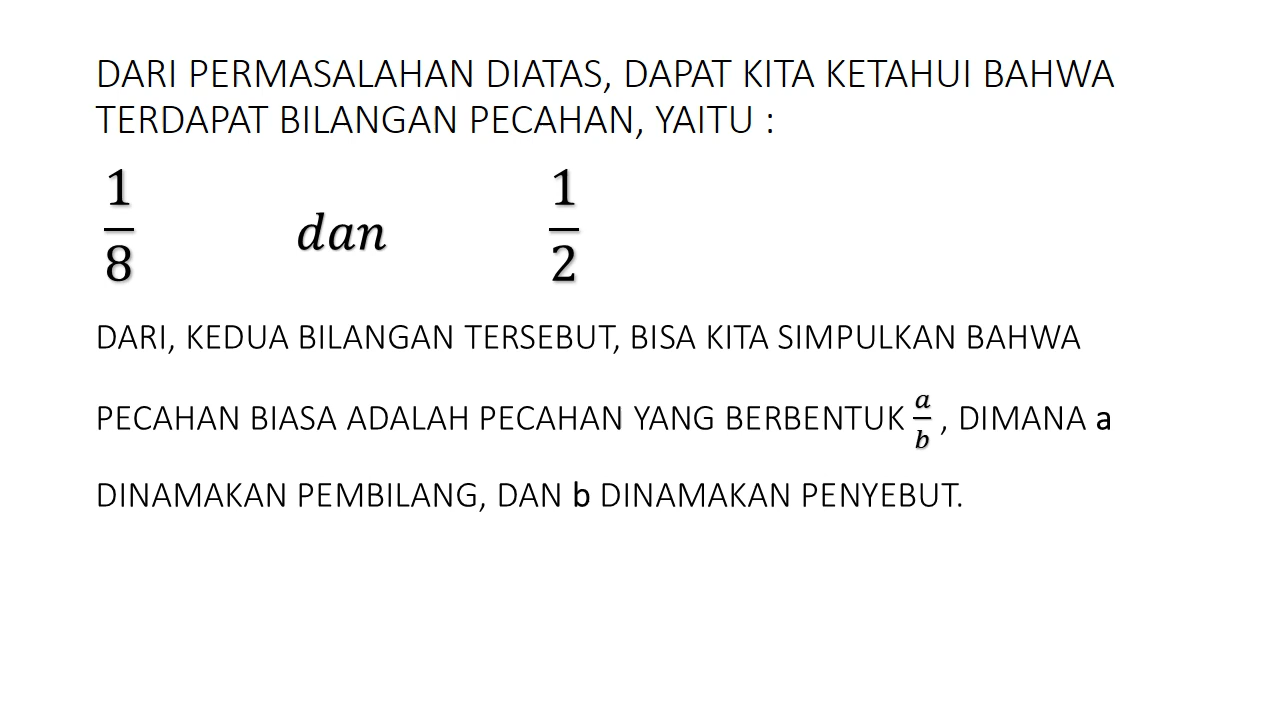 DARI PERMASALAHAN DIATAS, DAPAT KITA KETAHUI BAHWA
TERDAPAT BILANGAN PECAHAN, YAITU :
1/8 dan 1/2
DARI, KEDUA BILANGAN TERSEBUT, BISA KITA SIMPULKAN BAHWA
PECAHAN BIASA ADALAH PECAHAN YANG BERBENTUK a/b , DIMANA a
DINAMAKAN PEMBILANG, DAN b DINAMAKAN PENYEBUT.